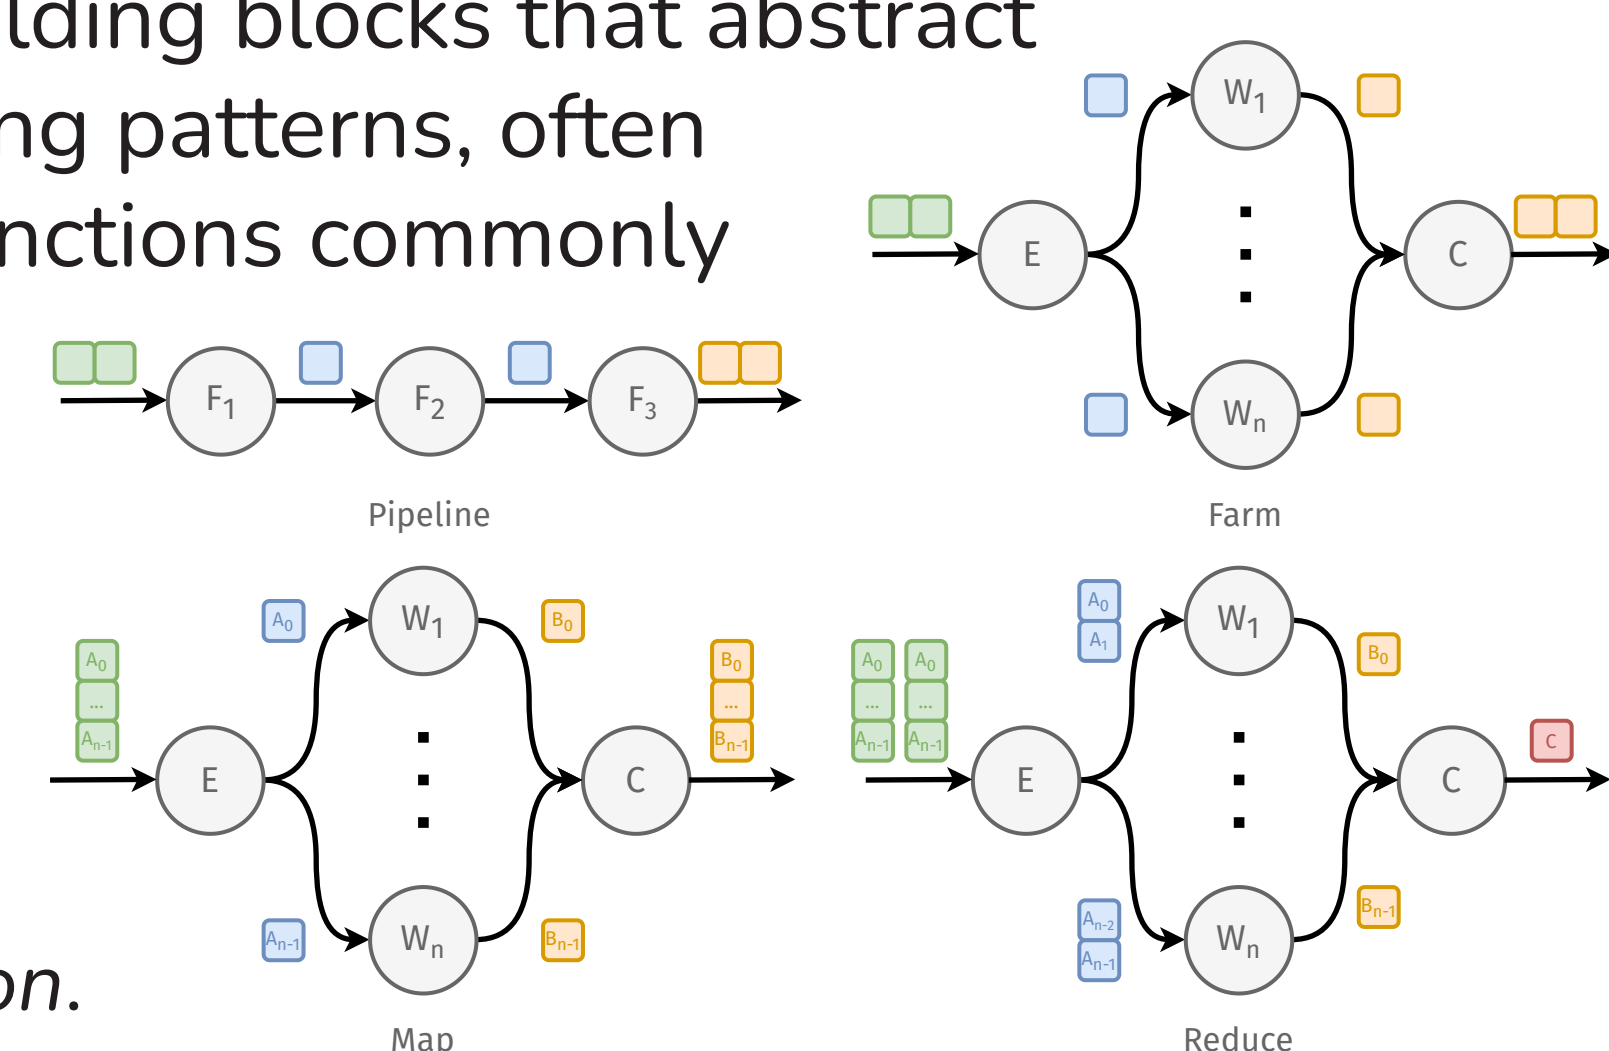 lding blocks that abstract
ng patterns, often
nctions commonly
F1 F2 F3
Pipeline
W1
E C
Wn
Farm
A0 W1 B0
A0 B0
... ...
An-1 Bn-1
E C
An-1 Wn Bn-1
Map
A0 W1
A1 B0
A0 A0
... ...
An-1 An-1 C
E C
An-2 Bn-1
Wn
An-1
Reduce
on.